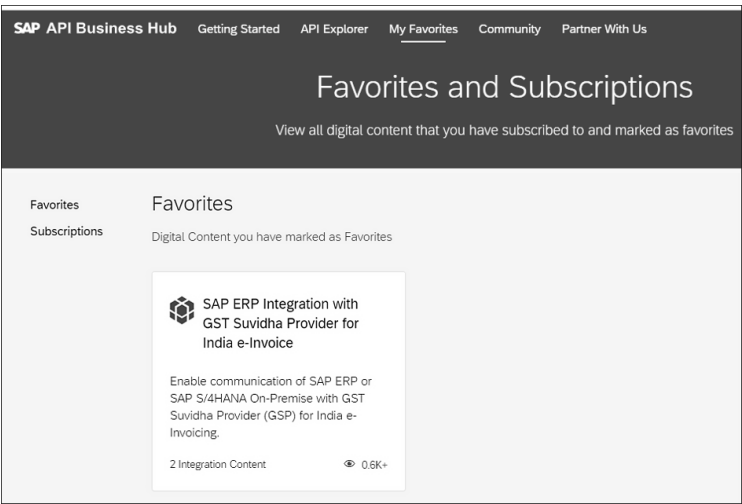 SAP API Business Hub Getting Started API Explorer My Favorites Community Partner With Us
Favorites and Subscriptions
View all digital content that you have subscribed to and marked as favorites
Favorites
Subscriptions
Favorites
Digital Content you have marked as Favorites
SAP ERP Integration with
GST Suvidha Provider for
India e-Invoice
Enable communication of SAP ERP or
SAP S/4HANA On-Premise with GST
Suvidha Provider (GSP) for India e-
Invoicing.
2 Integration Content 0.6K+